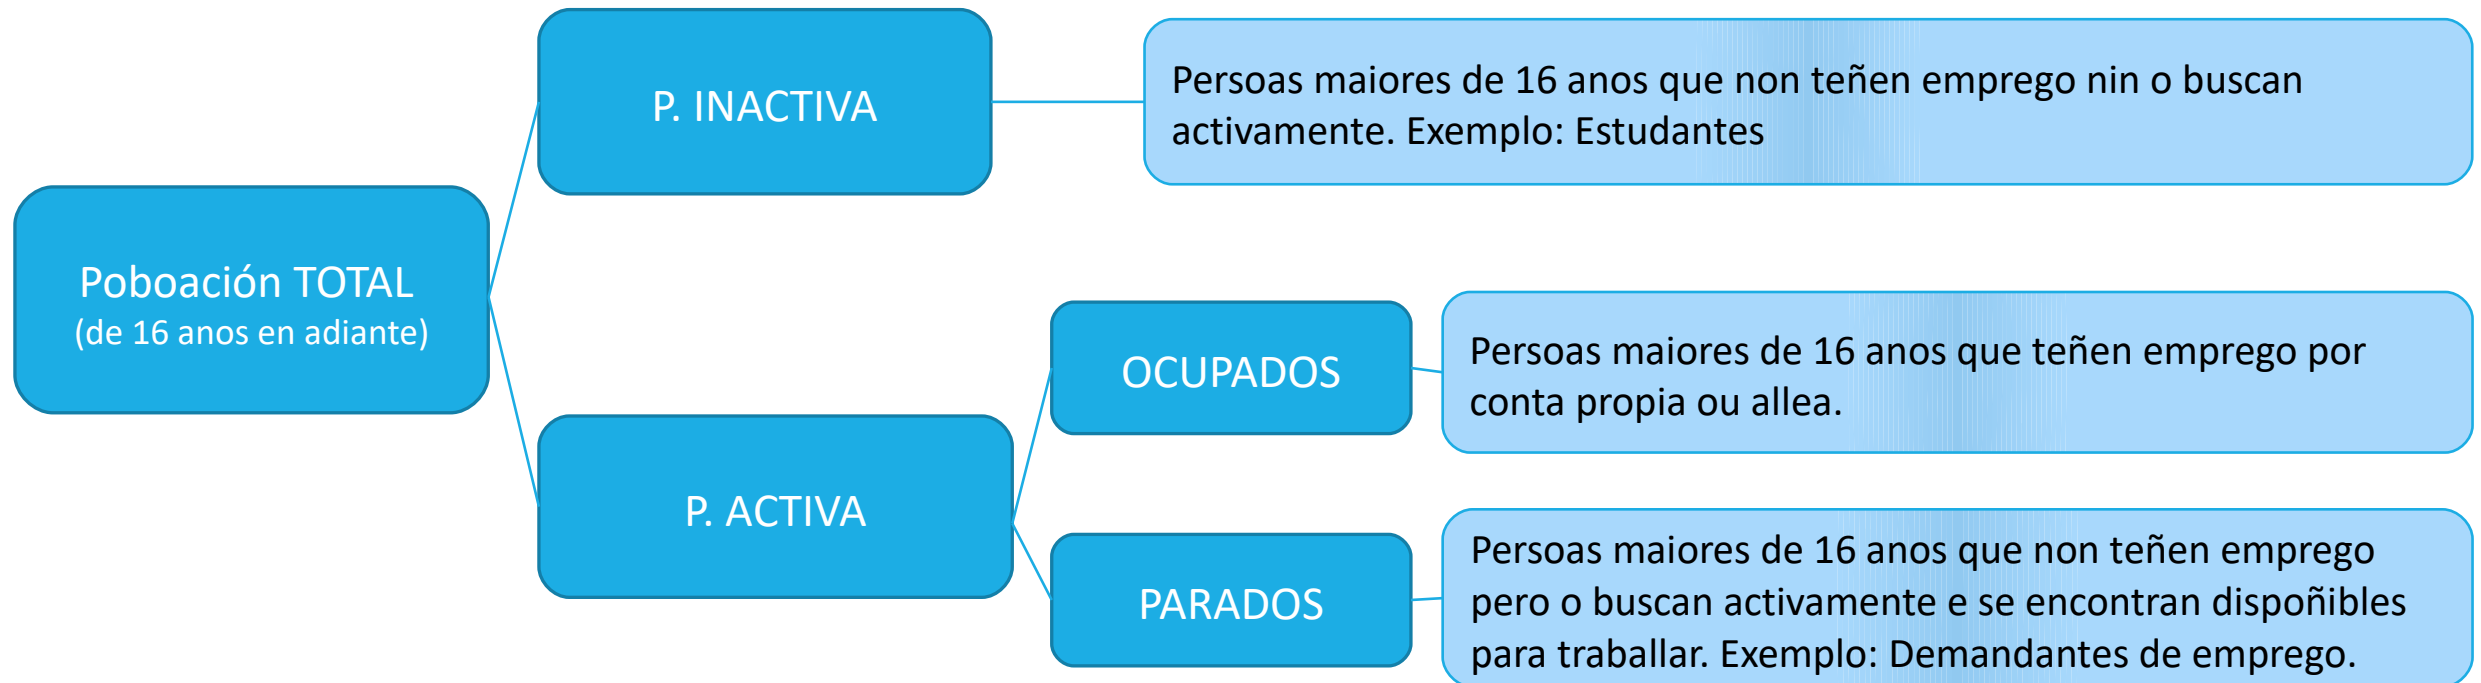 P. INACTIVA
Persoas maiores de 16 anos que non teñen emprego nin o buscan
activamente. Exemplo: Estudantes
Poboación TOTAL
(de 16 anos en adiante)
OCUPADOS
Persoas maiores de 16 anos que teñen emprego por
conta propia ou allea.
P. ACTIVA
PARADOS
Persoas maiores de 16 anos que non teñen emprego
pero o buscan activamente e se encontran dispoñibles
para traballar. Exemplo: Demandantes de emprego.